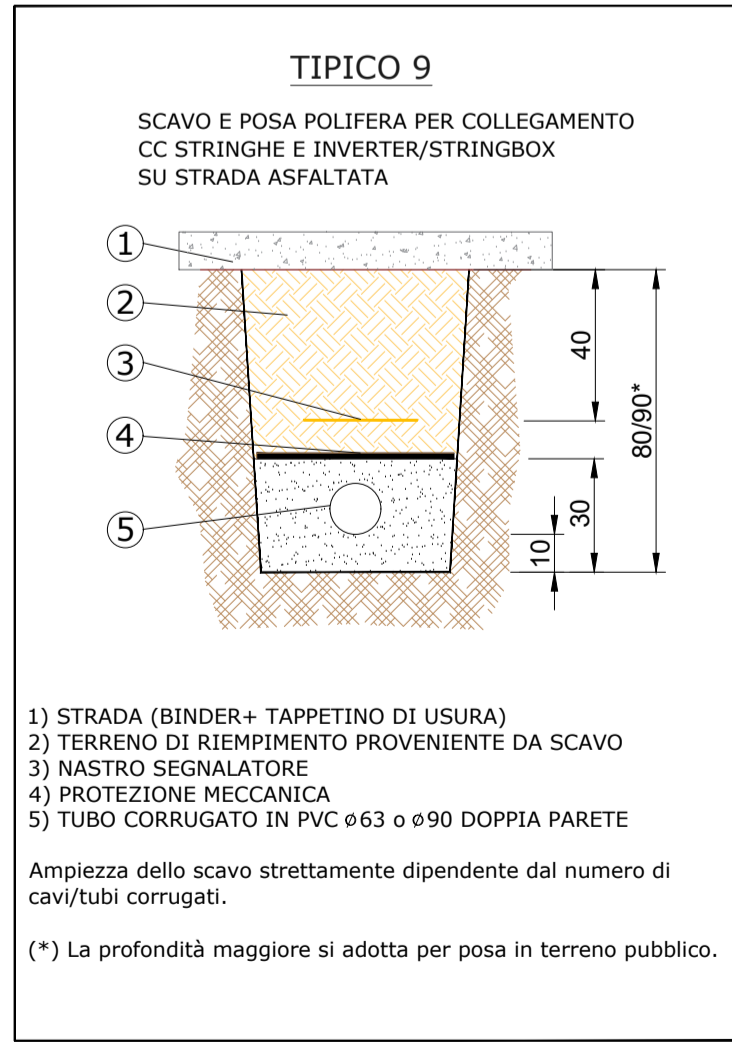 TIPICO 9
SCAVO E POSA POLIFERA PER COLLEGAMENTO
CC STRINGHE E INVERTER/STRINGBOX
SU STRADA ASFALTATA
1
2
3
4
5
40
80/90*
30
10
1) STRADA (BINDER+ TAPPETINO DI USURA)
2) TERRENO DI RIEMPIMENTO PROVENIENTE DA SCAVO
3) NASTRO SEGNALATORE
4) PROTEZIONE MECCANICA
5) TUBO CORRUGATO IN PVC ø63 o ø90 DOPPIA PARETE
Ampiezza dello scavo strettamente dipendente dal numero di
cavi/tubi corrugati.
(*) La profondità maggiore si adotta per posa in terreno pubblico.